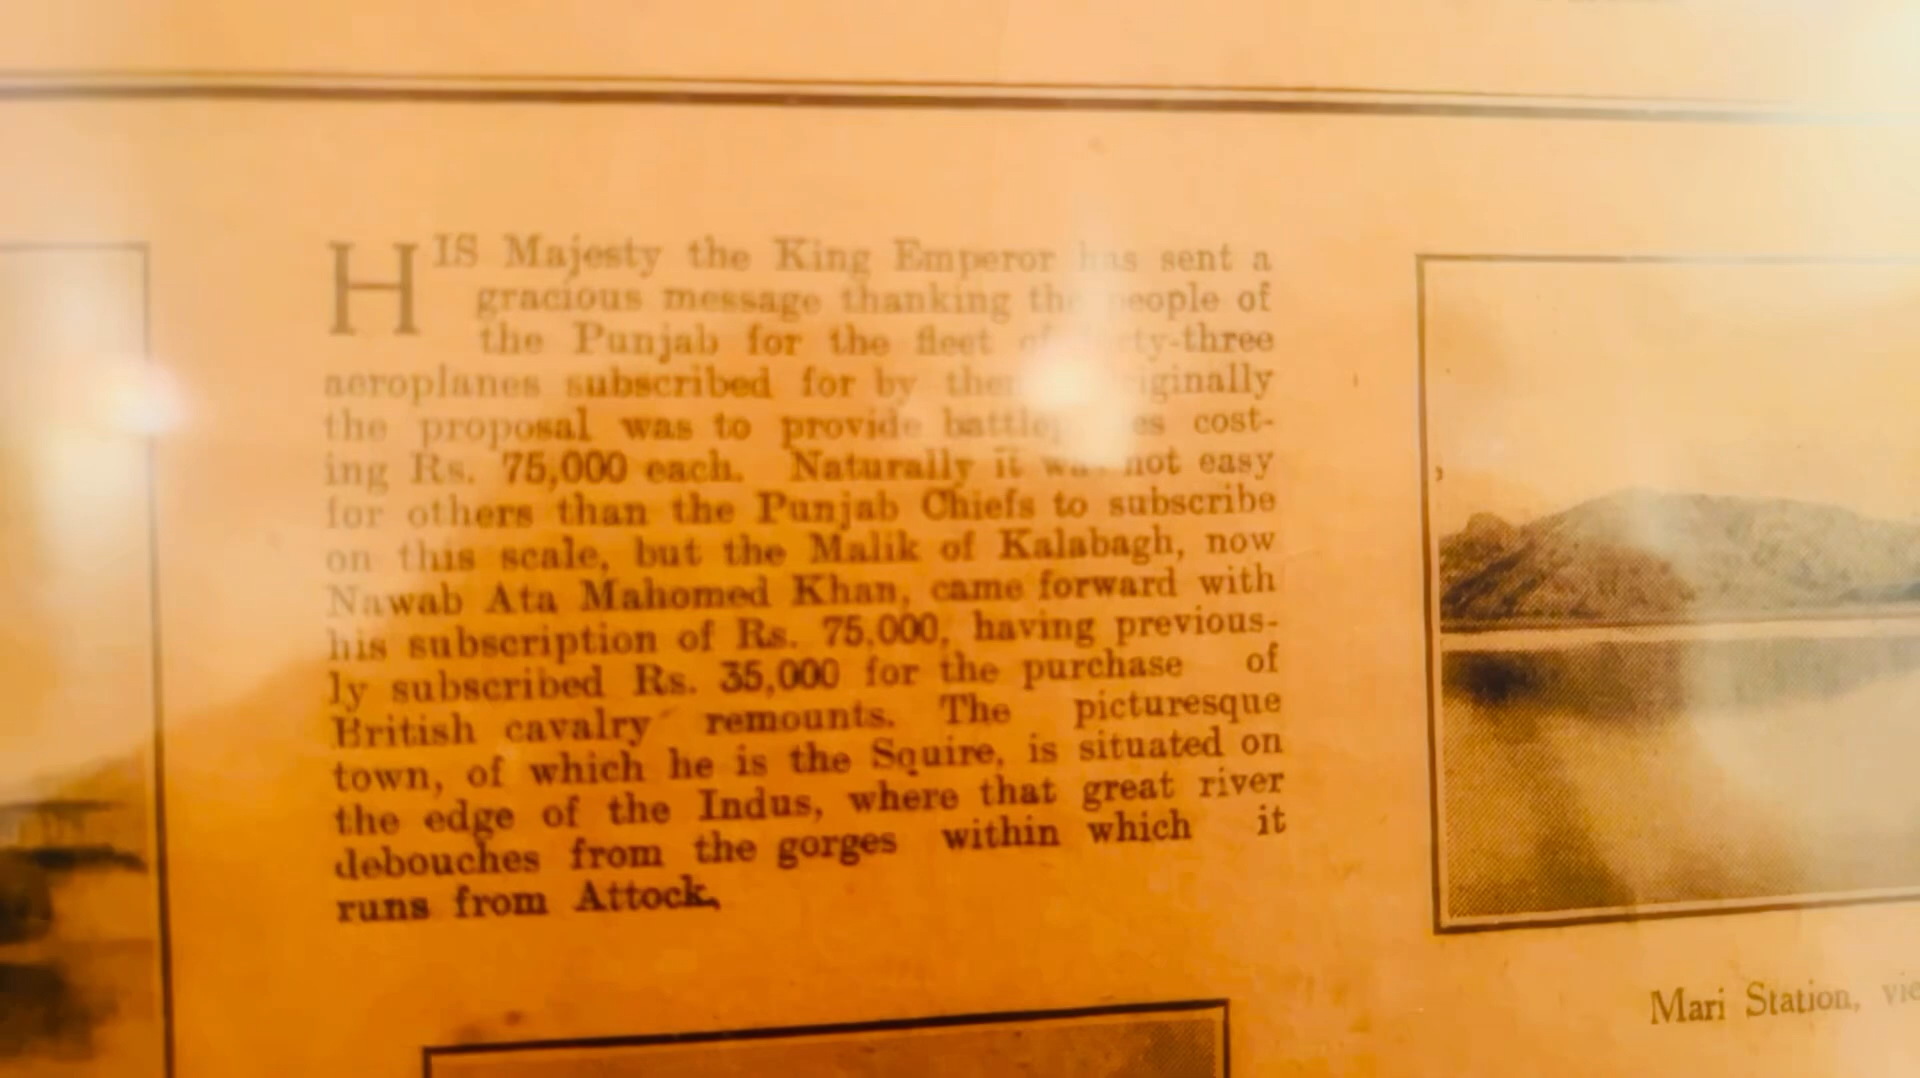 HIS Majesty the King Emperor has sent a
gracious message thanking the people of
the Punjab for the fleet of
aeroplanes subscribed for by
the proposal was to provide cost-
ing Rs. 75,000 each. Naturally it was not easy
for others than the Punjab Chiefs to subscribe
on this scale, but the Malik of Kalabagh, now
Nawab Ata Mahomed Khan, came forward with
his subscription of Rs. 75,000, having previous-
ly subscribed Rs. 35,000 for the purchase of
British cavalry remounts. The picturesque
town, of which he is the Squire, is situated on
the edge of the Indus, where that great river
debouches from the gorges within which it
runs from Attock.
Mari Station,